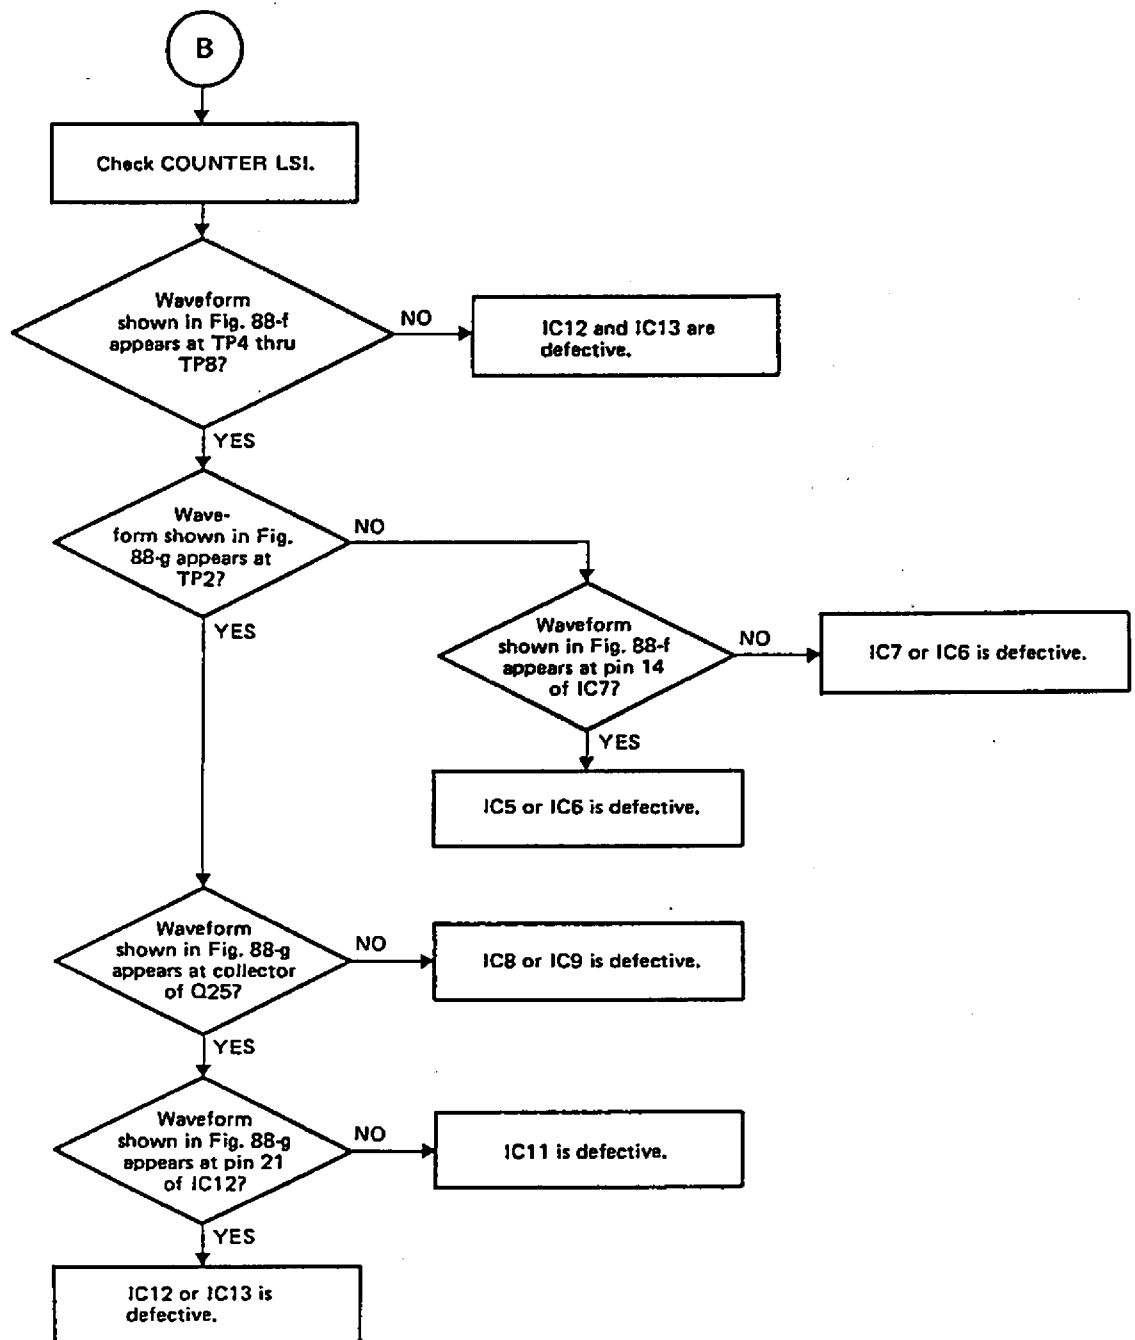 B
Check COUNTER LSI.
Waveform
shown in Fig. 88-f
appears at TP4 thru
TP8?
NO
IC12 and IC13 are
defective.
YES
Wave-
form shown in Fig.
88-g appears at
TP2?
NO
YES
Waveform
shown in Fig. 88-f
appears at pin 14
of IC7?
NO
IC7 or IC6 is defective.
YES
IC5 or IC6 is defective.
Waveform
shown in Fig. 88-g
appears at collector
of Q25?
NO
IC8 or IC9 is defective.
YES
Waveform
shown in Fig. 88-g
appears at pin 21
of IC12?
NO
IC11 is defective.
YES
IC12 or IC13 is
defective.